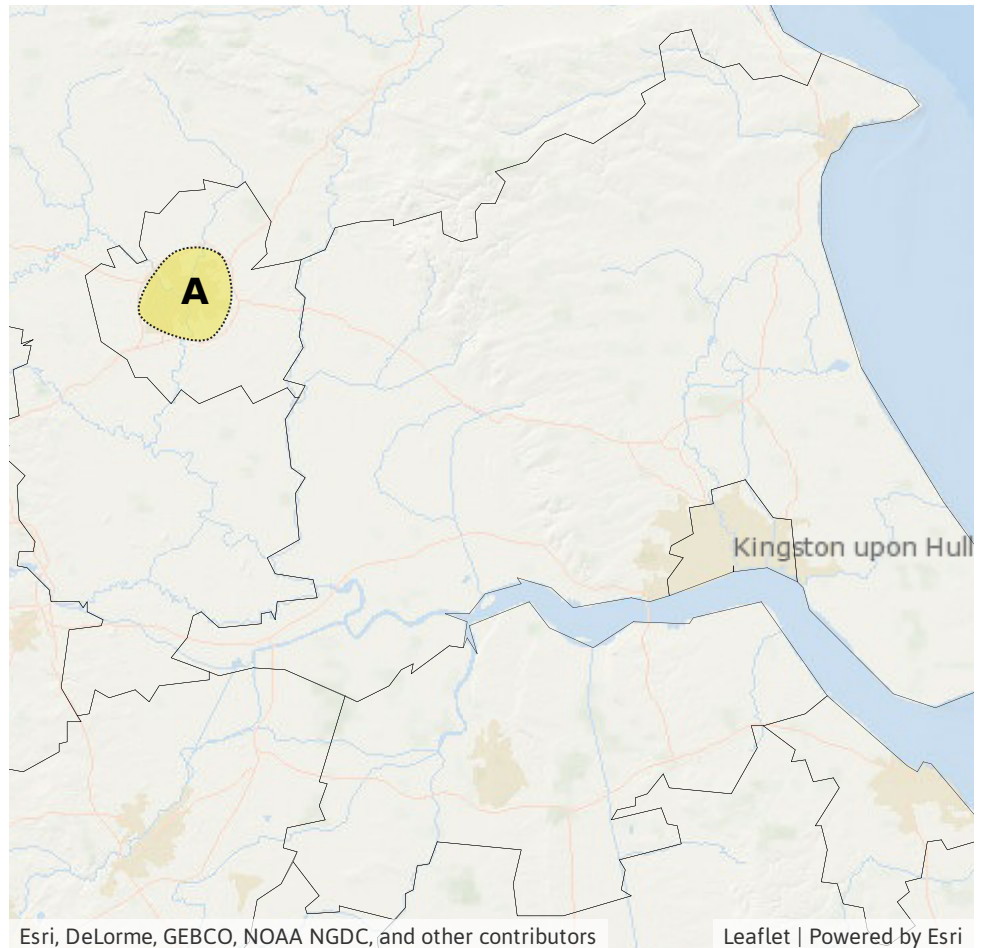 A
Kingston upon Hull
Esri, DeLorme, GEBCO, NOAA NGDC, and other contributors
Leaflet | Powered by Esri